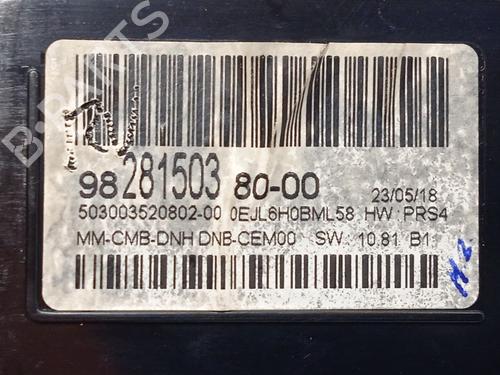 B-PARTS
98 281503 80-00
23/05/18
503003520802-00 0EJL6H0BML58 HW: PRS4
MM-CMB-DNH DNB-CEM00 SW: 10.81 B1